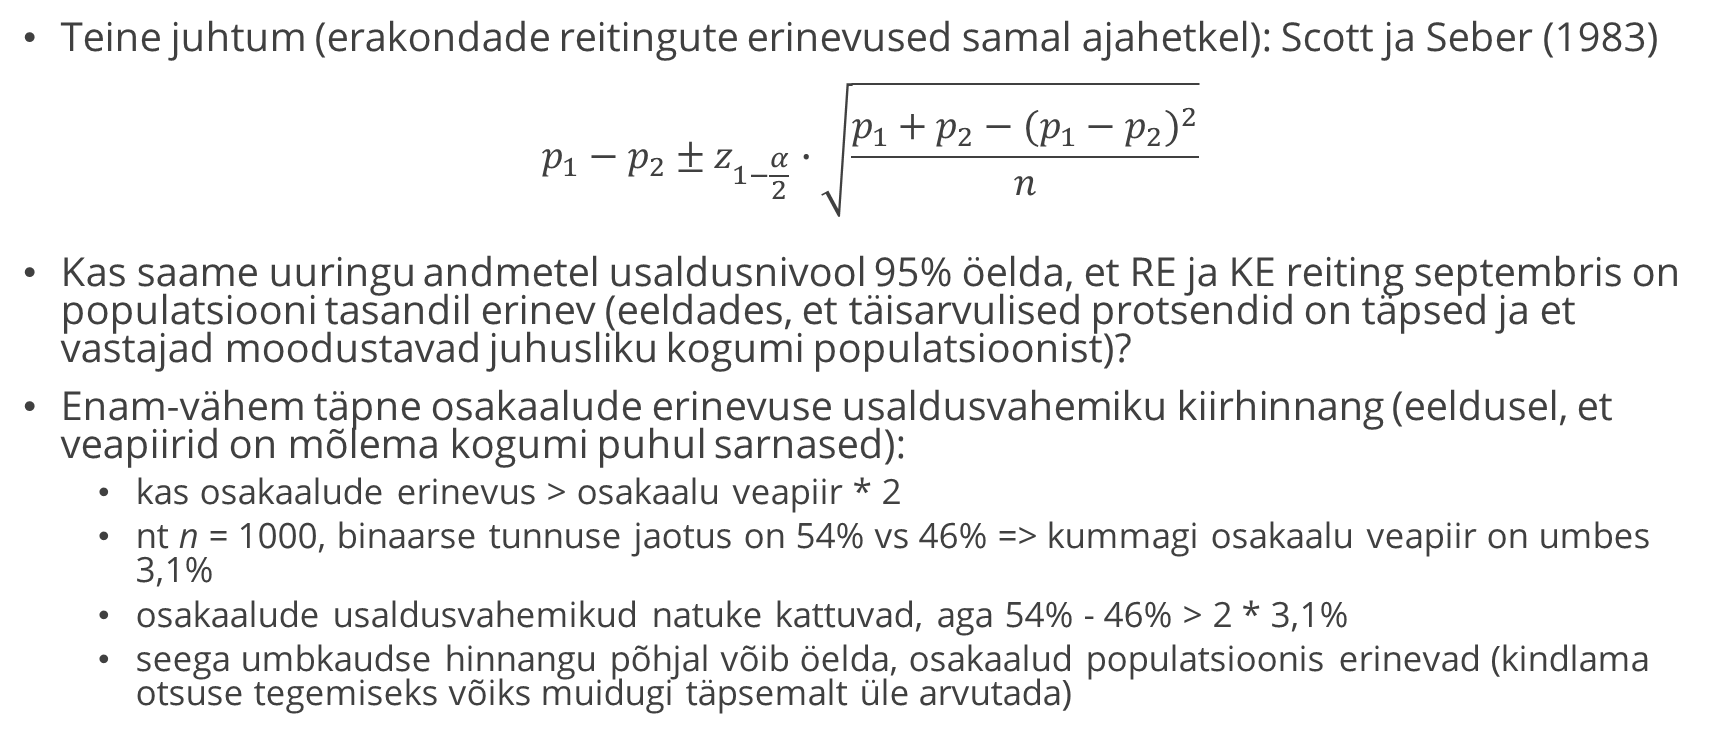 • Teine juhtum (erakondade reitingute erinevused samal ajahetkel): Scott ja Seber (1983)
p₁ − p₂ ± z₁₋α/₂ · √((p₁ + p₂ − (p₁ − p₂)²) / n)
• Kas saame uuringu andmetel usaldusnivool 95% öelda, et RE ja KE reiting septembris on
populatsiooni tasandil erinev (eeldades, et täisarvulised protsendid on täpsed ja et
vastajad moodustavad juhusliku kogumi populatsioonist)?
• Enam-vähem täpne osakaalude erinevuse usaldusvahemiku kiirhinnang (eeldusel, et
veapiirid on mõlema kogumi puhul sarnased):
• kas osakaalude erinevus > osakaalu veapiir * 2
• nt n = 1000, binaarse tunnuse jaotus on 54% vs 46% => kummagi osakaalu veapiir on umbes
3,1%
• osakaalude usaldusvahemikud natuke kattuvad, aga 54% - 46% > 2 * 3,1%
• seega umbkaudse hinnangu põhjal võib öelda, osakaalud populatsioonis erinevad (kindlama
otsuse tegemiseks võiks muidugi täpsemalt üle arvutada)